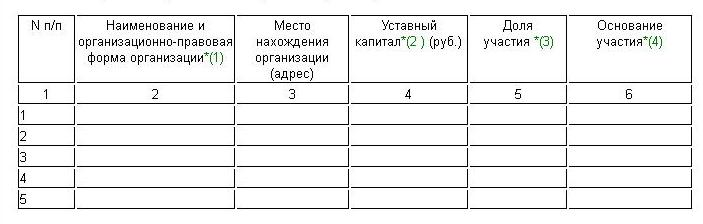 N п/п
Наименование и
организационно-правовая
форма организации*(1)
Место
нахождения
организации
(адрес)
Уставный
капитал*(2 ) (руб.)
Доля
участия *(3)
Основание
участия*(4)
1 2 3 4 5 6
1
2
3
4
5